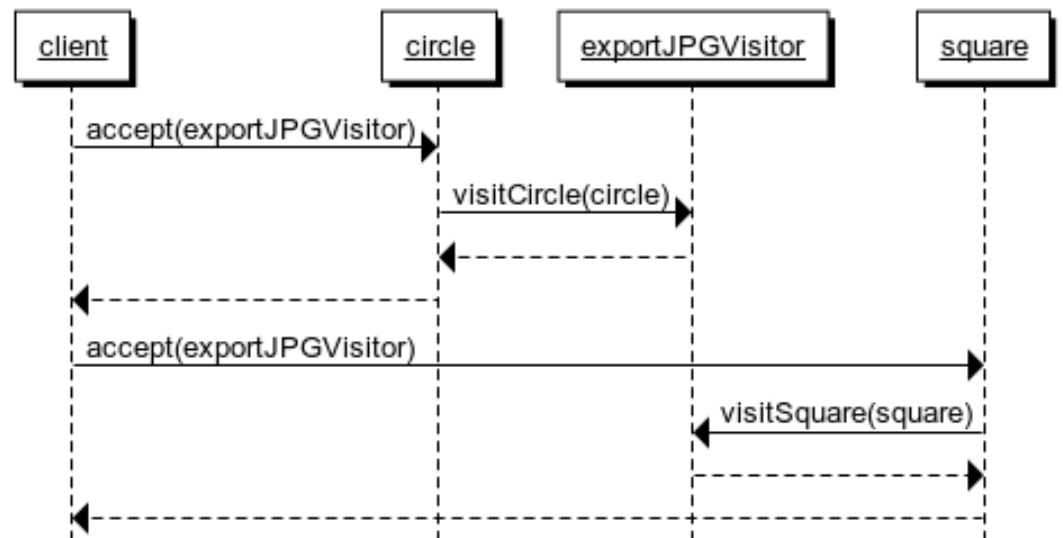 client
circle
exportJPGVisitor
square
accept(exportJPGVisitor)
visitCircle(circle)
accept(exportJPGVisitor)
visitSquare(square)